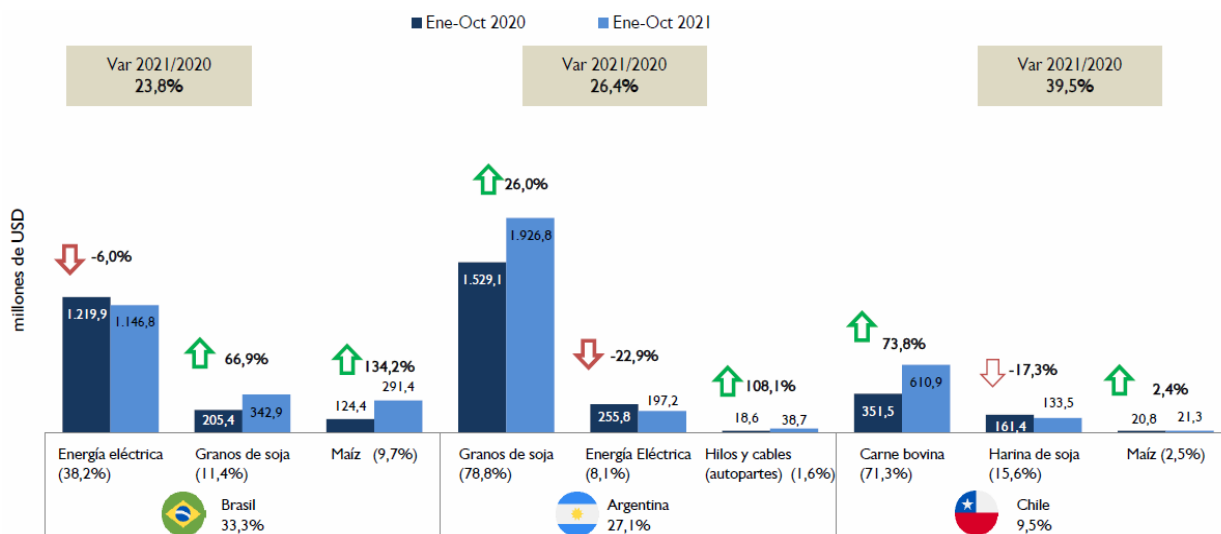 Ene-Oct 2020
Ene-Oct 2021
Var 2021/2020
23,8%
Var 2021/2020
26,4%
Var 2021/2020
39,5%
millones de USD
-6,0%
1.219,9
1.146,8
66,9%
205,4
342,9
134,2%
124,4
291,4
26,0%
1.529,1
1.926,8
-22,9%
255,8
197,2
108,1%
18,6
38,7
73,8%
351,5
610,9
-17,3%
161,4
133,5
2,4%
20,8
21,3
Energía eléctrica
(38,2%)
Granos de soja
(11,4%)
Maíz (9,7%)
Granos de soja
(78,8%)
Energía Eléctrica
(8,1%)
Hilos y cables
(autopartes) (1,6%)
Carne bovina
(71,3%)
Harina de soja
(15,6%)
Maíz (2,5%)
Brasil
33,3%
Argentina
27,1%
Chile
9,5%